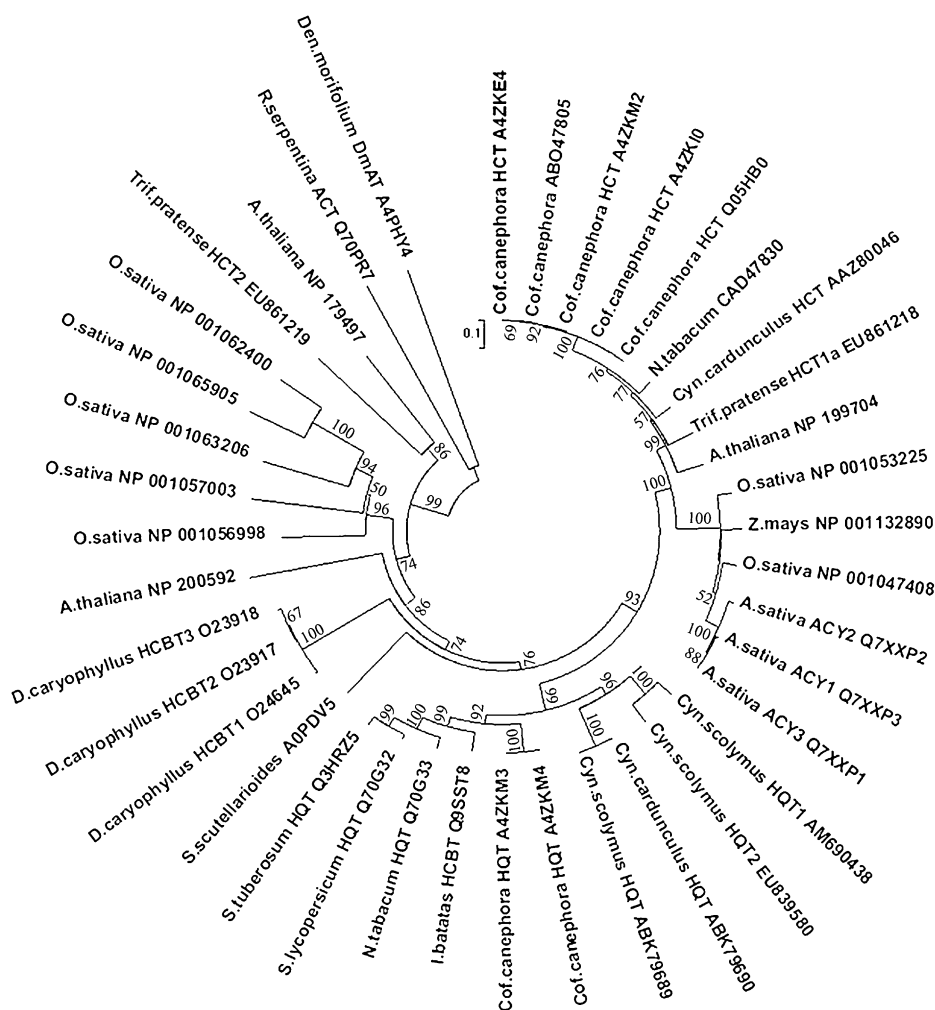 Cof.canephora HCT A4ZKE4
Cof.canephora ABO47805
Cof.canephora HCT A4ZKM2
Cof.canephora HCT A4ZKI0
Cof.canephora HCT Q05HB0
N.tabacum CAD47830
Cyn.cardunculus HCT AAZ80046
Trif.pratense HCT1a EU861218
A.thaliana NP 199704
O.sativa NP 001053225
Z.mays NP 001132890
O.sativa NP 001047408
A.sativa ACY2 Q7XXP2
A.sativa ACY1 Q7XXP3
A.sativa ACY3 Q7XXP1
Cyn.scolymus HQT1 AM690438
Cyn.scolymus HQT2 EU839580
Cyn.cardunculus HQT ABK79690
Cyn.scolymus HQT ABK79689
Cof.canephora HQT A4ZKM4
Cof.canephora HQT A4ZKM3
I.batatas HCBT Q9SST8
N.tabacum HQT Q70G33
S.lycopersicum HQT Q70G32
S.tuberosum HQT Q3HRZ5
S.scutellarioides A0PDV5
D.caryophyllus HCBT1 O24645
D.caryophyllus HCBT2 O23917
D.caryophyllus HCBT3 O23918
A.thaliana NP 200592
O.sativa NP 001056998
O.sativa NP 001057003
O.sativa NP 001063206
O.sativa NP 001065905
O.sativa NP 001062400
Trif.pratense HCT2 EU861219
A.thaliana NP 179497
R.serpentina ACT Q70PR7
Den.morifolium DmAT A4PHY4
0.1
69
92
100
76
77
57
99
100
100
52
100
88
93
66
96
100
100
100
92
99
100
99
76
74
86
74
67
100
96
50
94
100
86
99